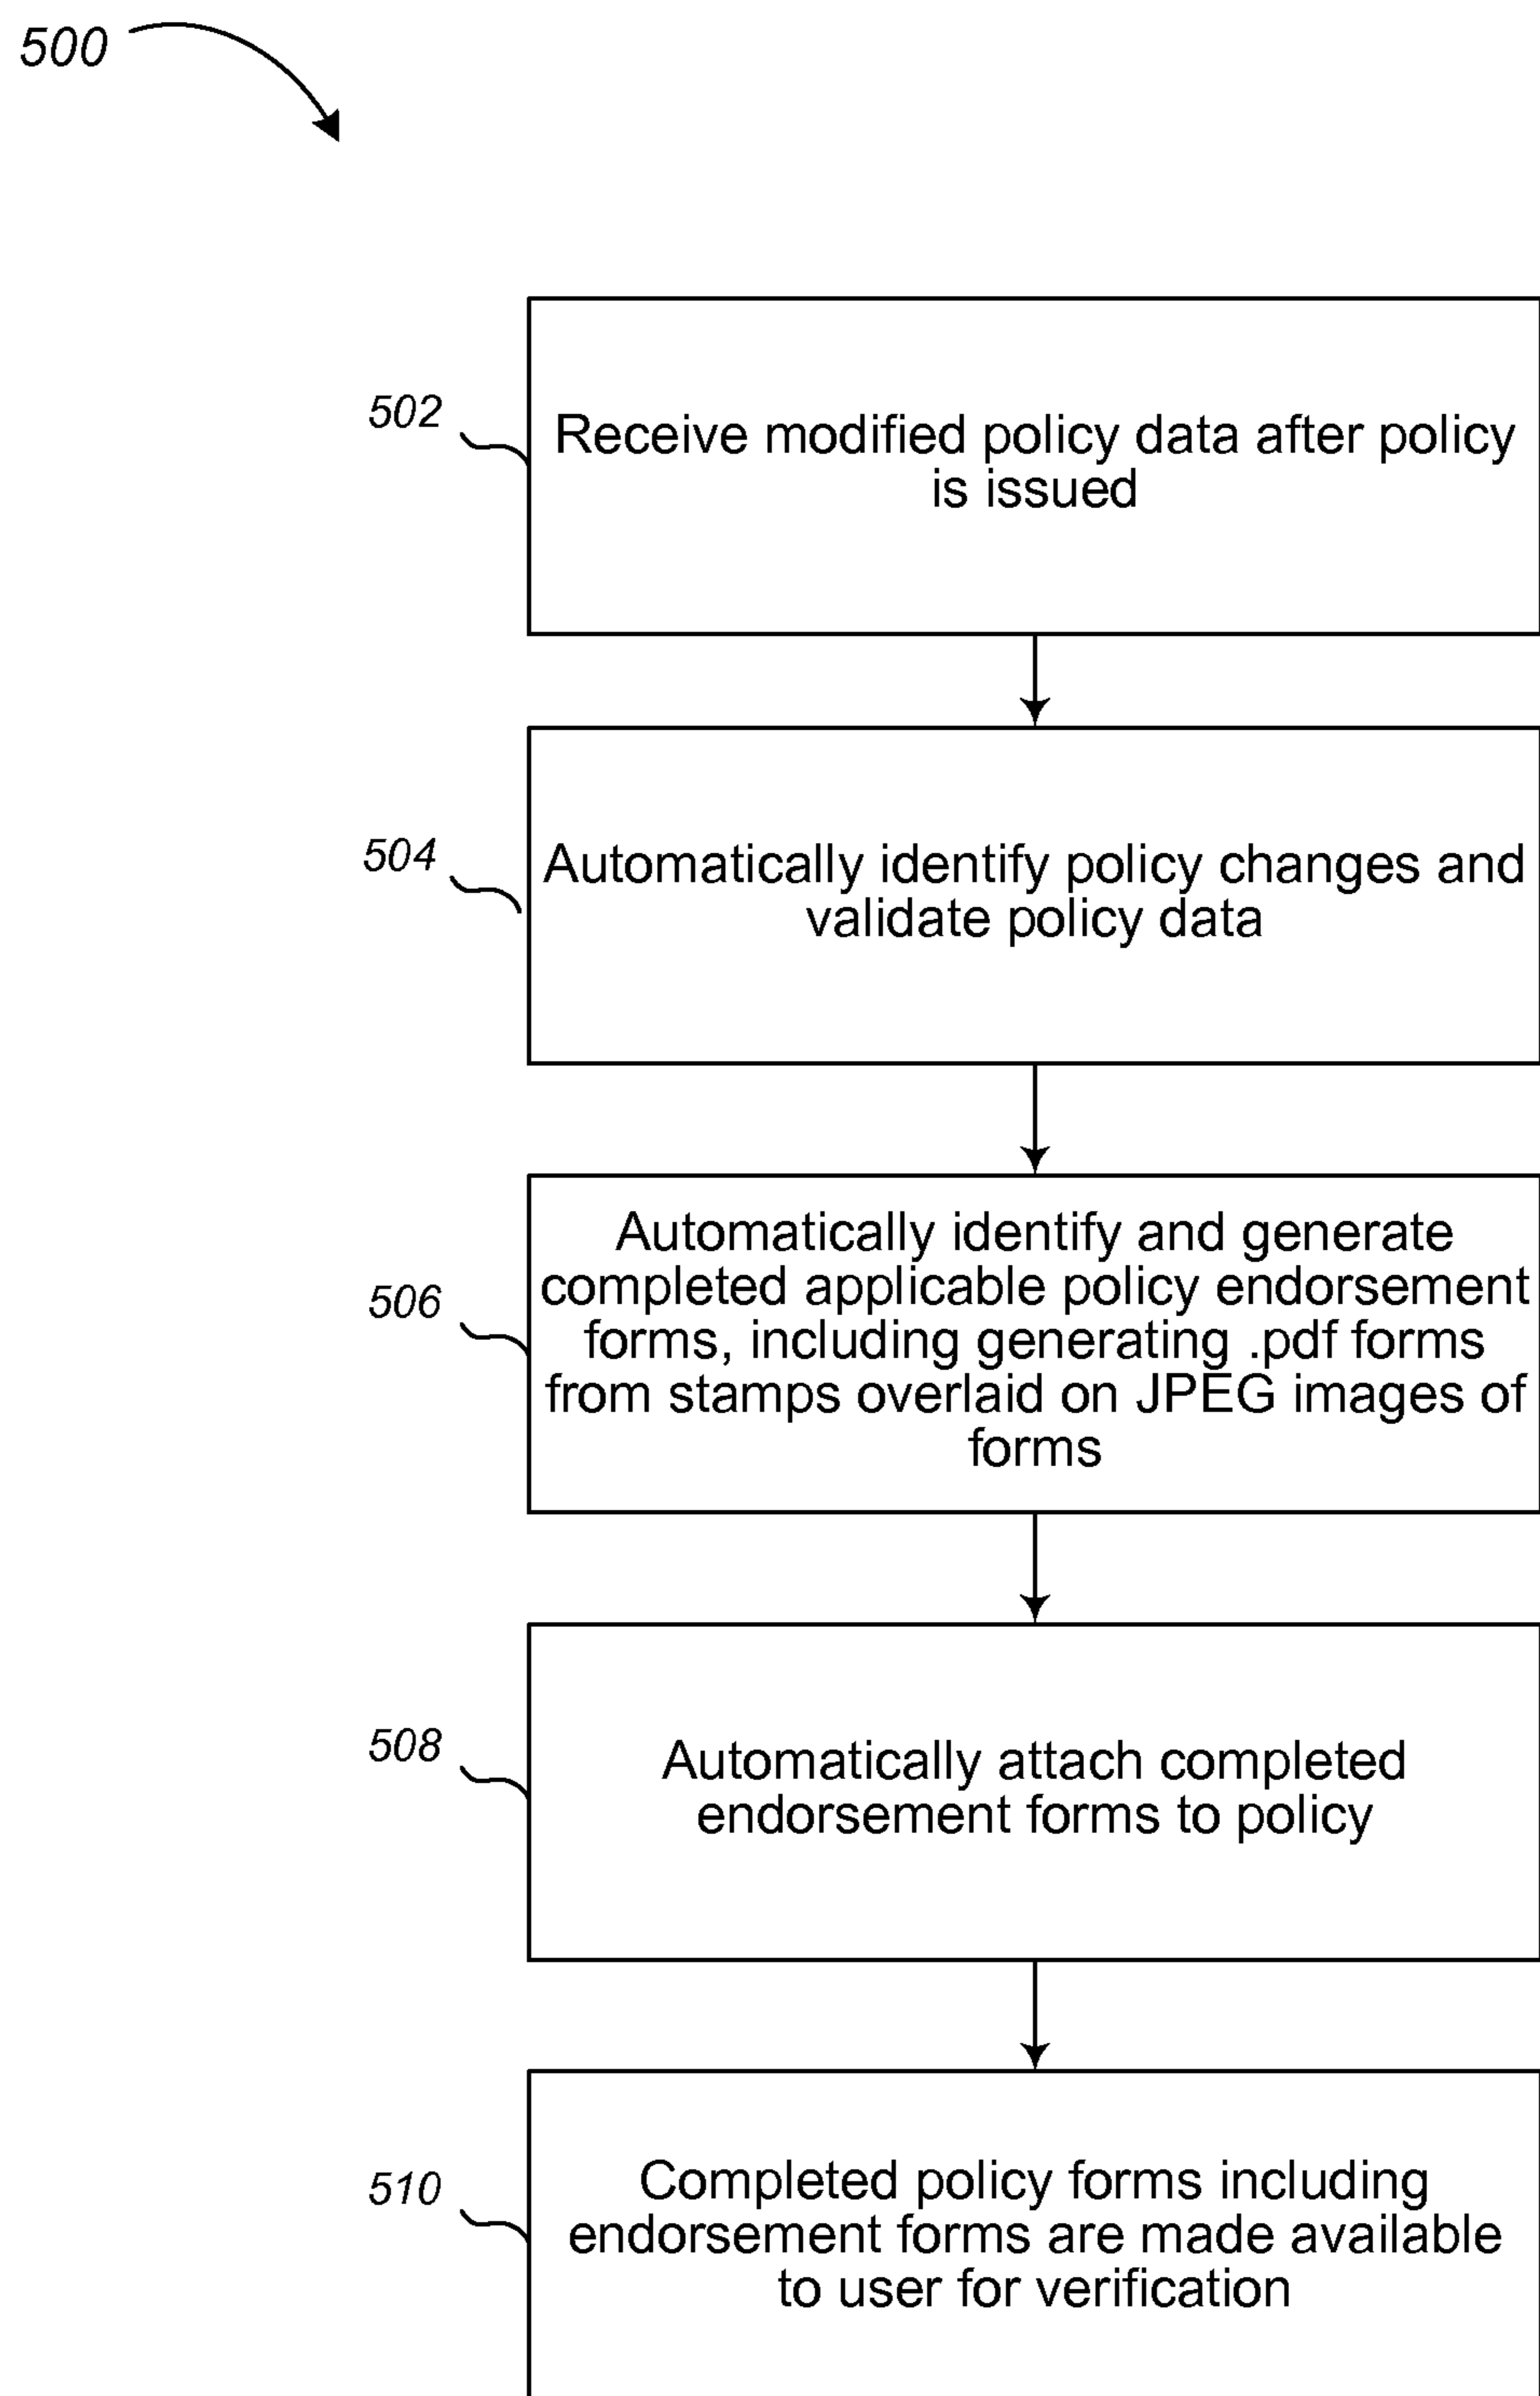 500
502
Receive modified policy data after policy
is issued
504
Automatically identify policy changes and
validate policy data
506
Automatically identify and generate
completed applicable policy endorsement
forms, including generating .pdf forms
from stamps overlaid on JPEG images of
forms
508
Automatically attach completed
endorsement forms to policy
510
Completed policy forms including
endorsement forms are made available
to user for verification